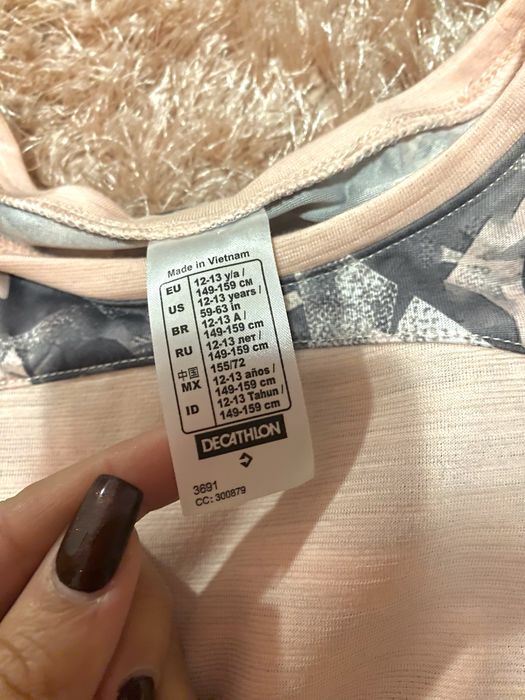 Made in Vietnam
EU 12-13 y/a / 149-159 см
US 12-13 years / 59-63 in
BR 12-13 A / 149-159 cm
RU 12-13 лет / 149-159 cm
中国 155/72
MX 12-13 años / 149-159 cm
ID 12-13 Tahun / 149-159 cm
DECATHLON
3691
CC: 300879